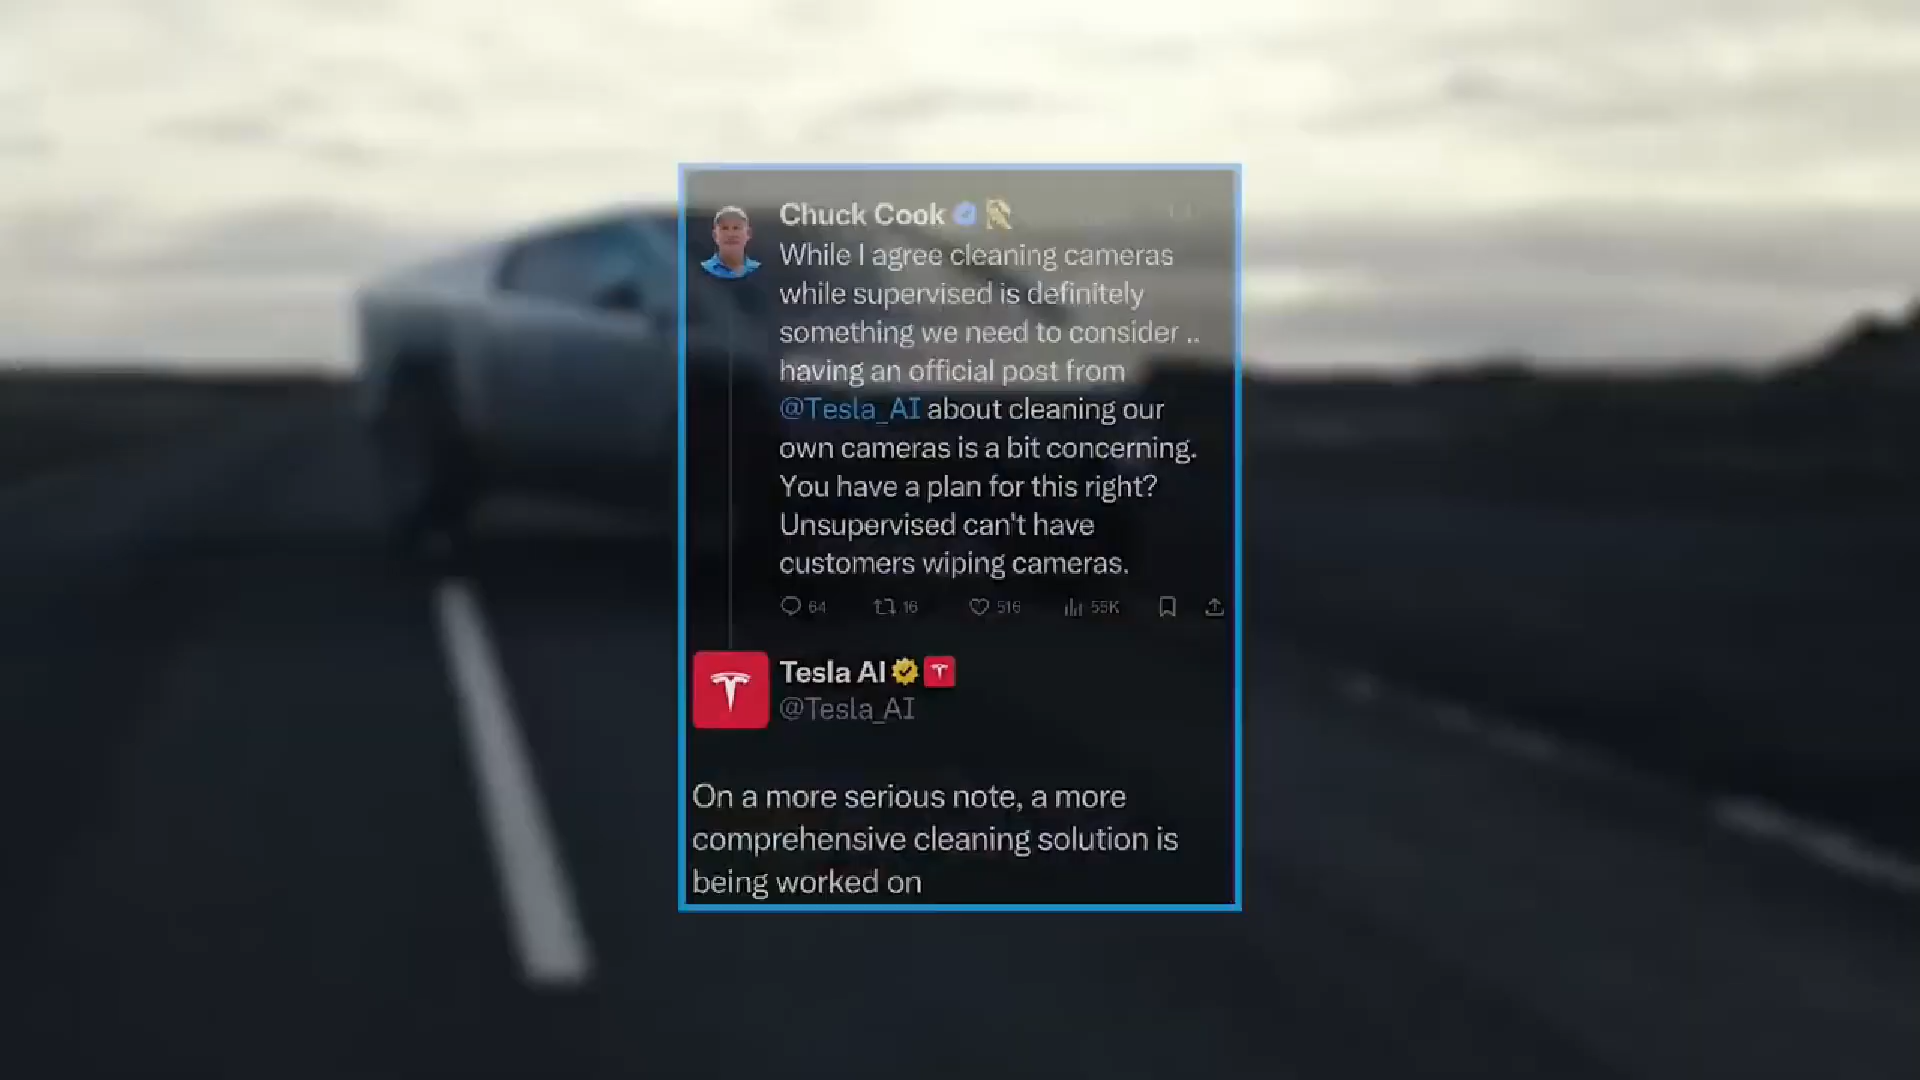 Chuck Cook
While I agree cleaning cameras
while supervised is definitely
something we need to consider ..
having an official post from
@Tesla_AI about cleaning our
own cameras is a bit concerning.
You have a plan for this right?
Unsupervised can't have
customers wiping cameras.
64 16 516 55K
Tesla AI
@Tesla_AI
On a more serious note, a more
comprehensive cleaning solution is
being worked on